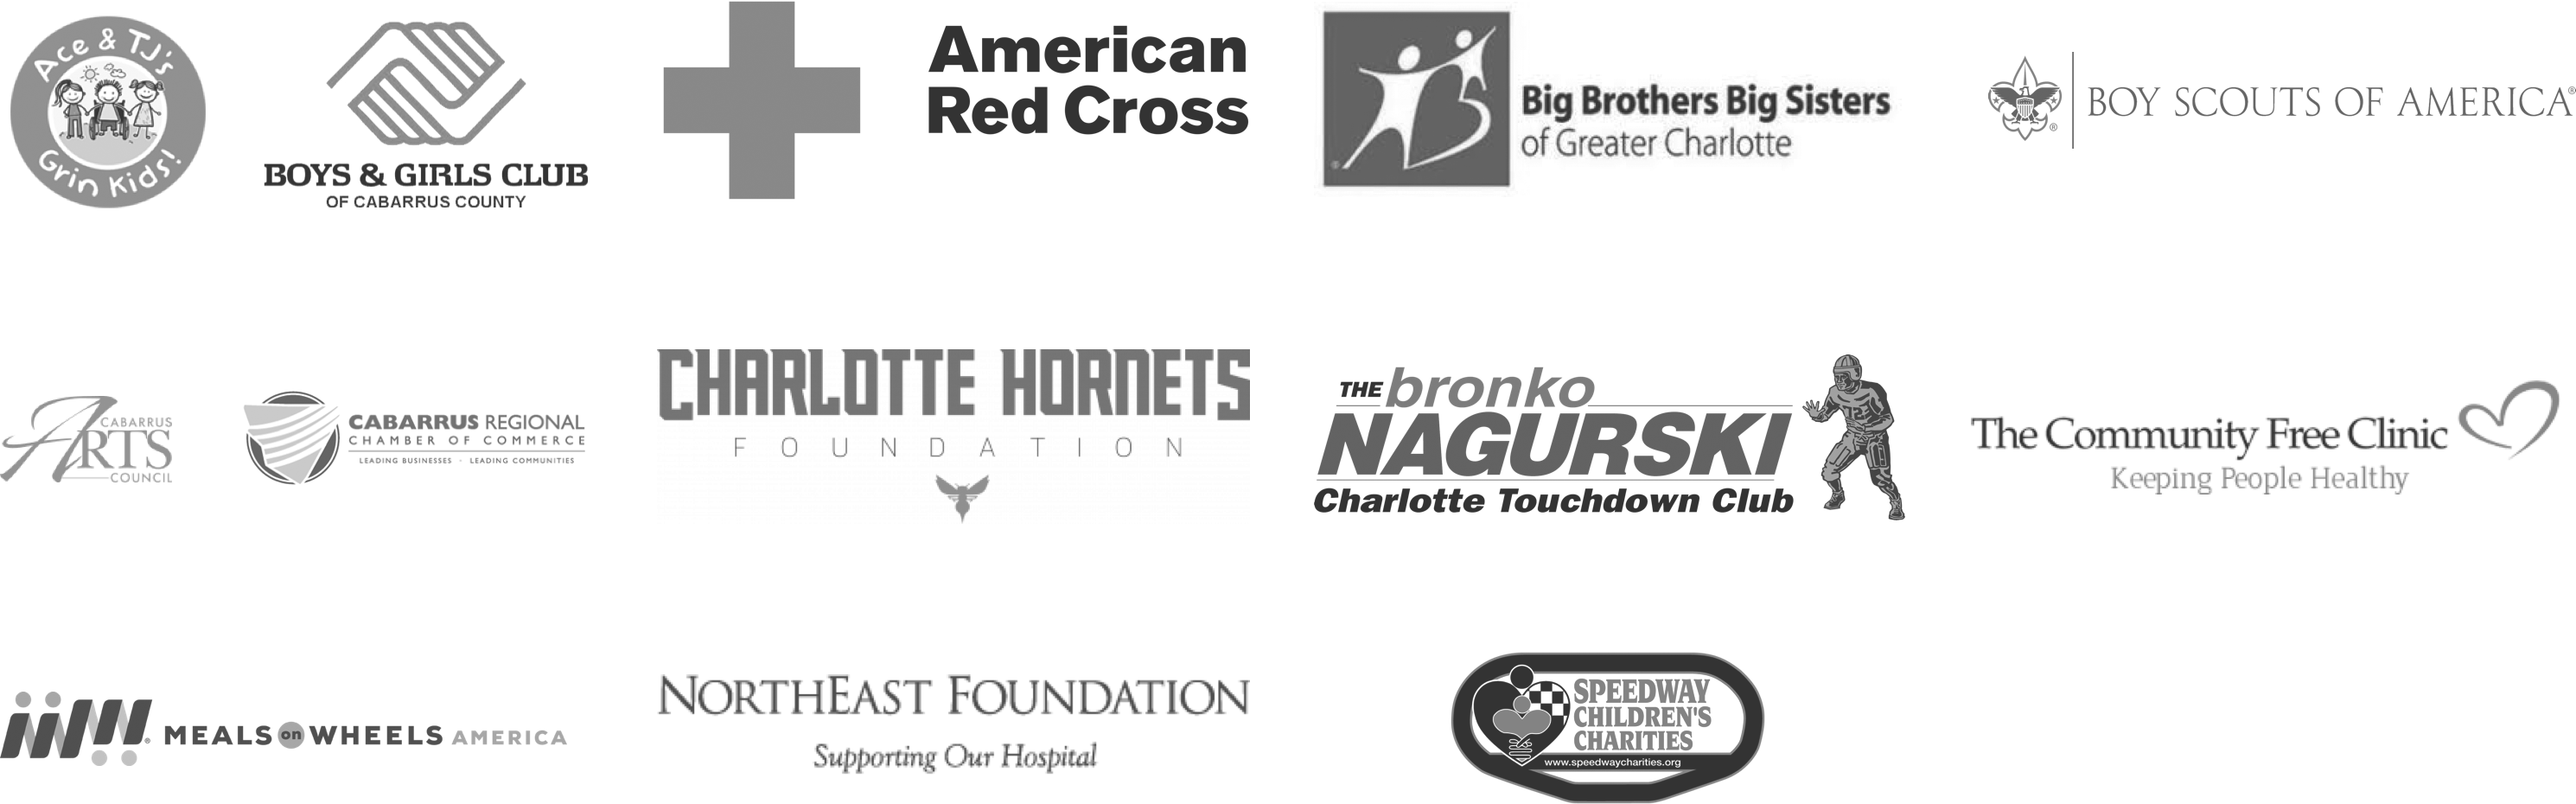 Ace & TJ's
Grin Kids!
BOYS & GIRLS CLUB
OF CABARRUS COUNTY
American
Red Cross
Big Brothers Big Sisters
of Greater Charlotte
®
®
BOY SCOUTS OF AMERICA®
CABARRUS
ARTS
COUNCIL
CABARRUS REGIONAL
CHAMBER OF COMMERCE
LEADING BUSINESSES · LEADING COMMUNITIES
CHARLOTTE HORNETS
FOUNDATION
THE bronko
NAGURSKI
Charlotte Touchdown Club
72
The Community Free Clinic
Keeping People Healthy
MEALS on WHEELS AMERICA
NORTHEAST FOUNDATION
Supporting Our Hospital
SPEEDWAY
CHILDREN'S
CHARITIES
www.speedwaycharities.org